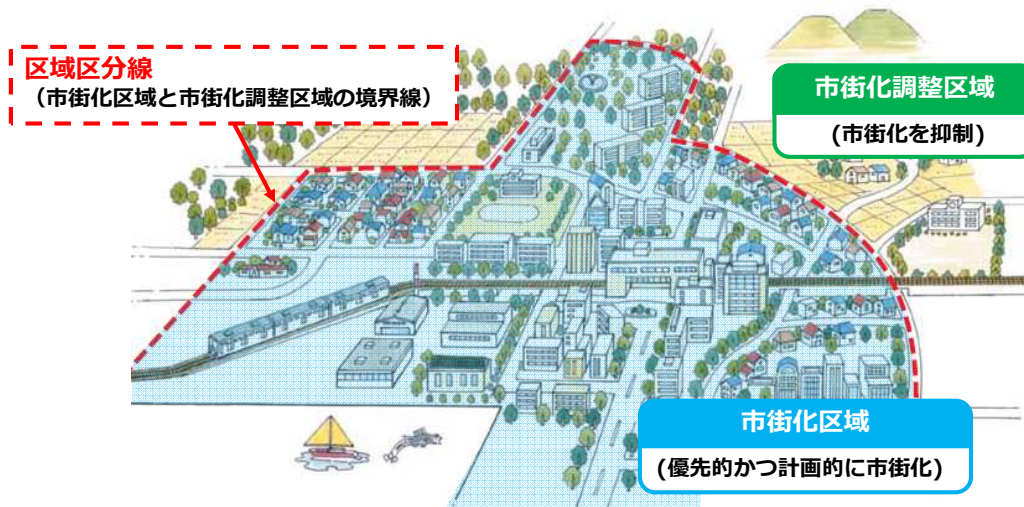 区域区分線
（市街化区域と市街化調整区域の境界線）
市街化調整区域
(市街化を抑制)
市街化区域
(優先的かつ計画的に市街化)